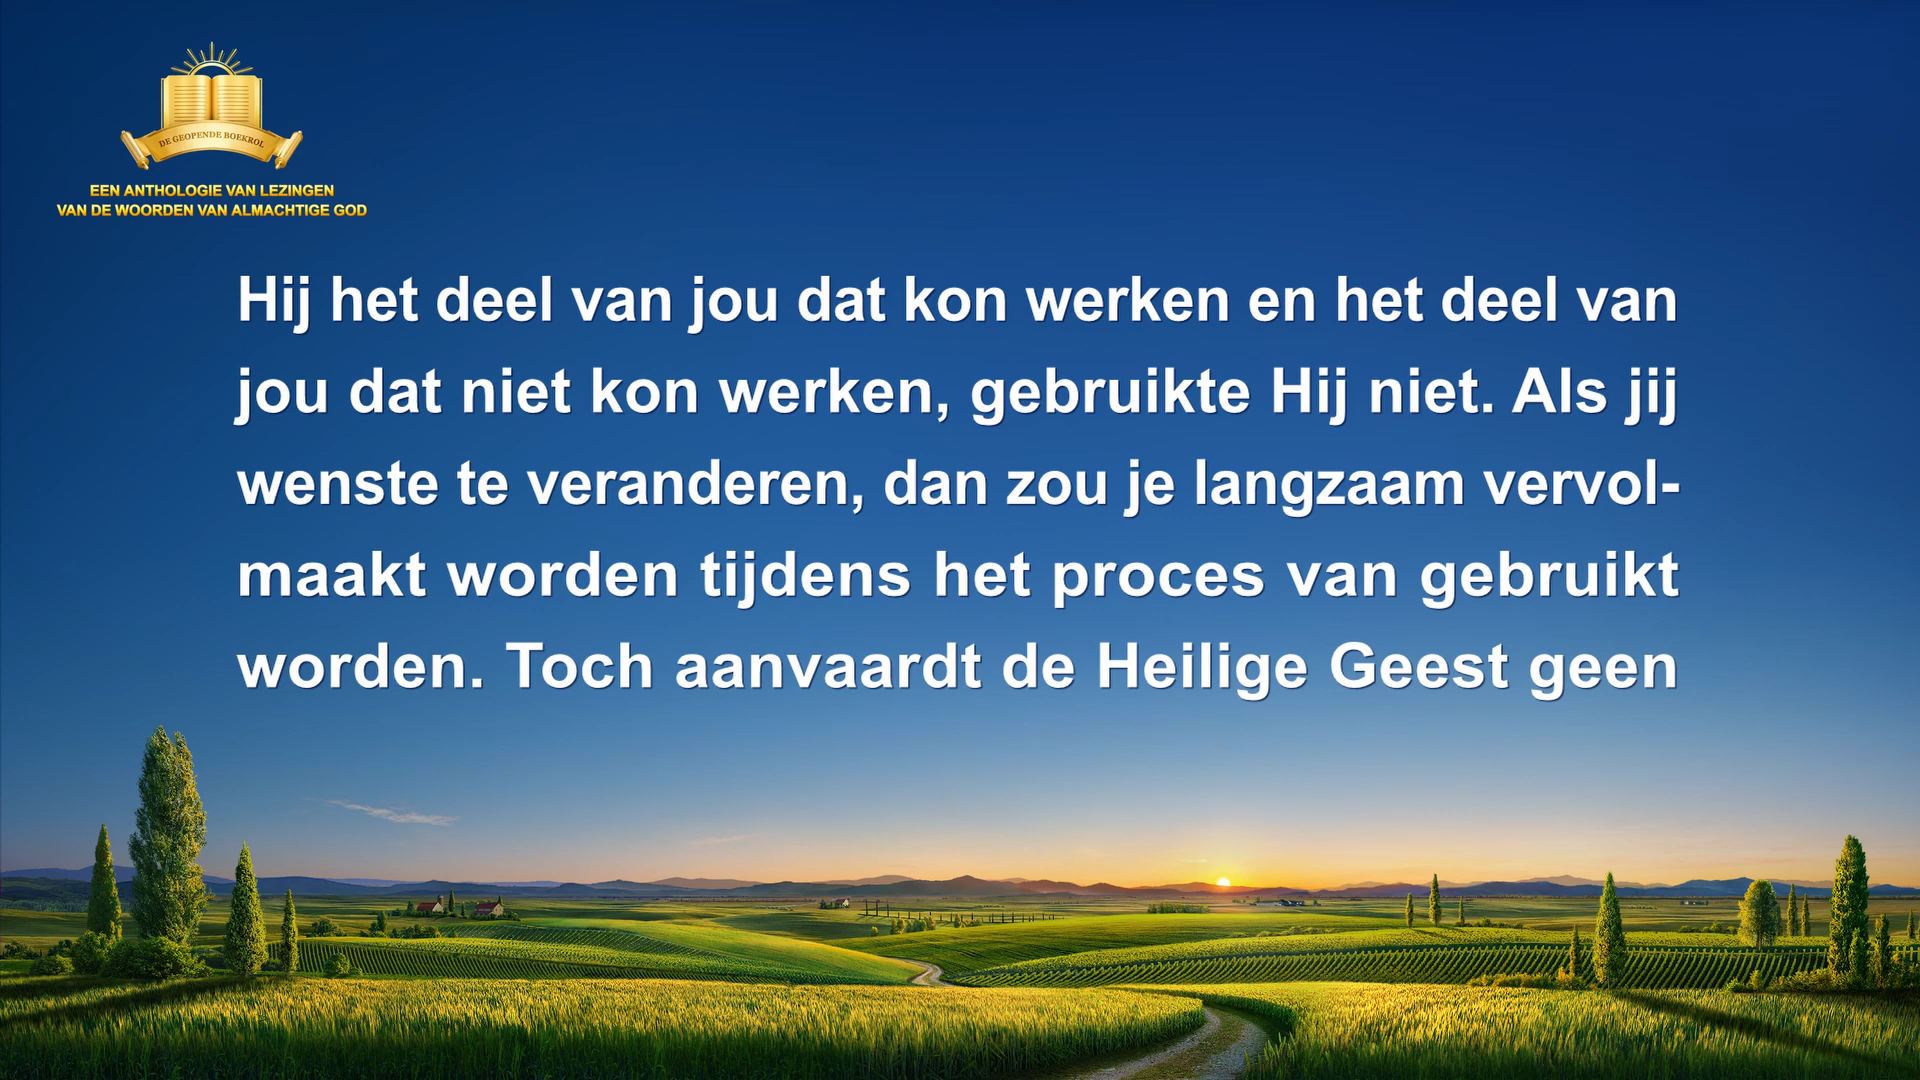 DE GEOPENDE BOEKROL
EEN ANTHOLOGIE VAN LEZINGEN
VAN DE WOORDEN VAN ALMACHTIGE GOD
Hij het deel van jou dat kon werken en het deel van
jou dat niet kon werken, gebruikte Hij niet. Als jij
wenste te veranderen, dan zou je langzaam vervol-
maakt worden tijdens het proces van gebruikt
worden. Toch aanvaardt de Heilige Geest geen